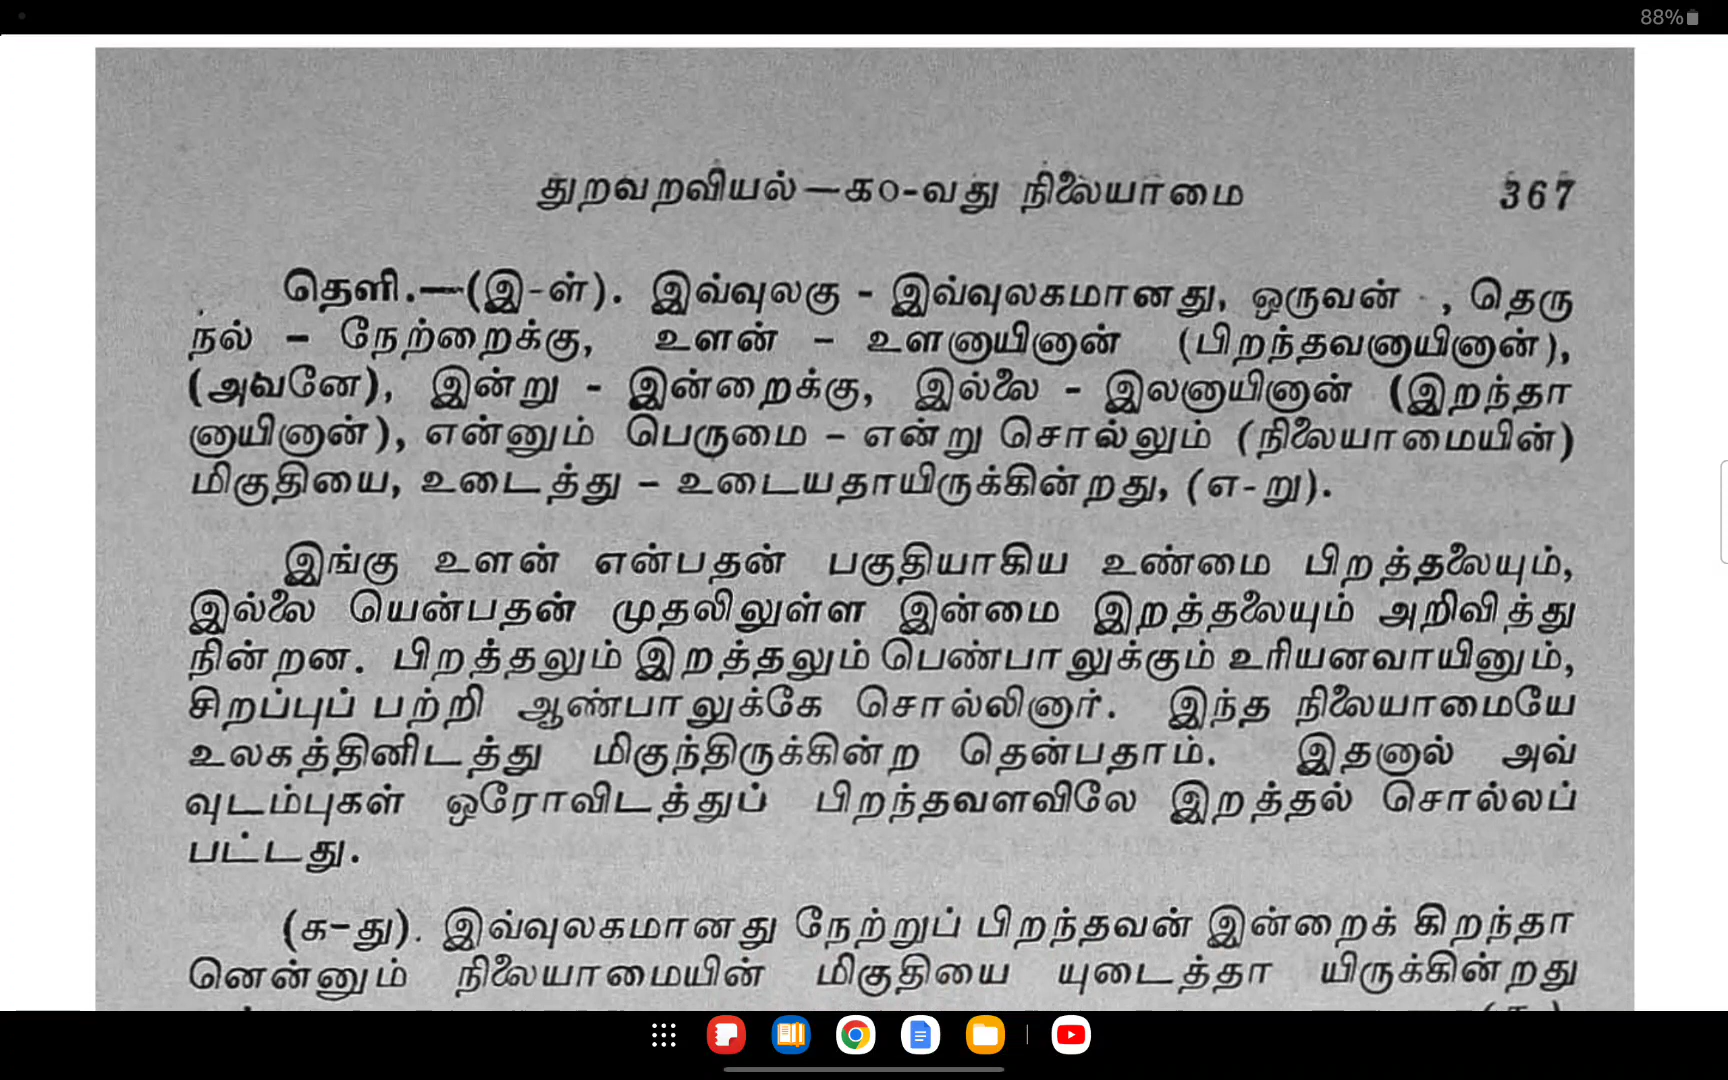 88%
துறவறவியல்—க0-வது நிலையாமை 367
தெளி.—(இ-ள்). இவ்வுலகு - இவ்வுலகமானது, ஒருவன் , தெரு
நல் - நேற்றைக்கு, உளன் - உளனாயினான் (பிறந்தவனாயினான்),
(அவனே), இன்று - இன்றைக்கு, இல்லை - இலனாயினான் (இறந்தா
னாயினான்), என்னும் பெருமை - என்று சொல்லும் (நிலையாமையின்)
மிகுதியை, உடைத்து - உடையதாயிருக்கின்றது, (எ-று).
இங்கு உளன் என்பதன் பகுதியாகிய உண்மை பிறத்தலையும்,
இல்லை யென்பதன் முதலிலுள்ள இன்மை இறத்தலையும் அறிவித்து
நின்றன. பிறத்தலும் இறத்தலும் பெண்பாலுக்கும் உரியனவாயினும்,
சிறப்புப் பற்றி ஆண்பாலுக்கே சொல்லினார். இந்த நிலையாமையே
உலகத்தினிடத்து மிகுந்திருக்கின்ற தென்பதாம். இதனால் அவ்
வுடம்புகள் ஒரோவிடத்துப் பிறந்தவளவிலே இறத்தல் சொல்லப்
பட்டது.
(க-து). இவ்வுலகமானது நேற்றுப் பிறந்தவன் இன்றைக் கிறந்தா
னென்னும் நிலையாமையின் மிகுதியை யுடைத்தா யிருக்கின்றது